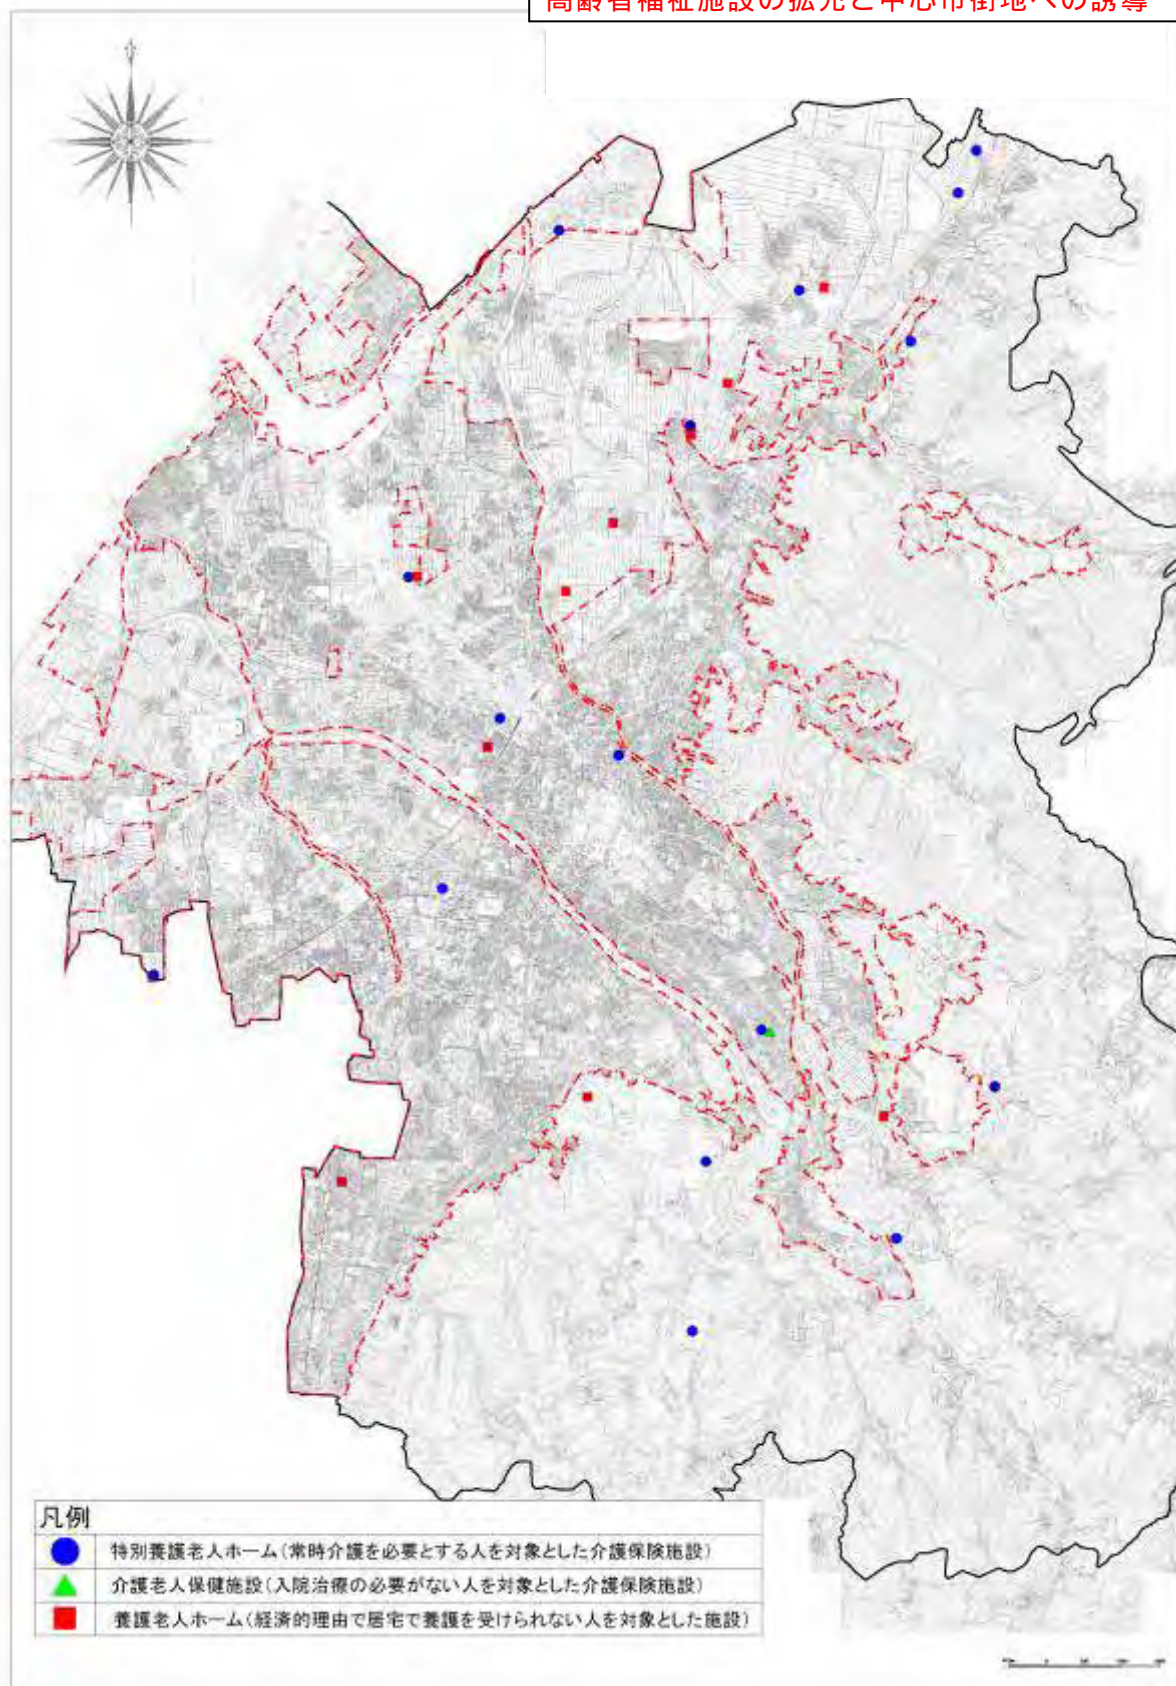 高齢者福祉施設の拡充と中心市街地への誘導
凡例
特別養護老人ホーム(常時介護を必要とする人を対象とした介護保険施設)
介護老人保健施設(入院治療の必要がない人を対象とした介護保険施設)
養護老人ホーム(経済的理由で居宅で養護を受けられない人を対象とした施設)